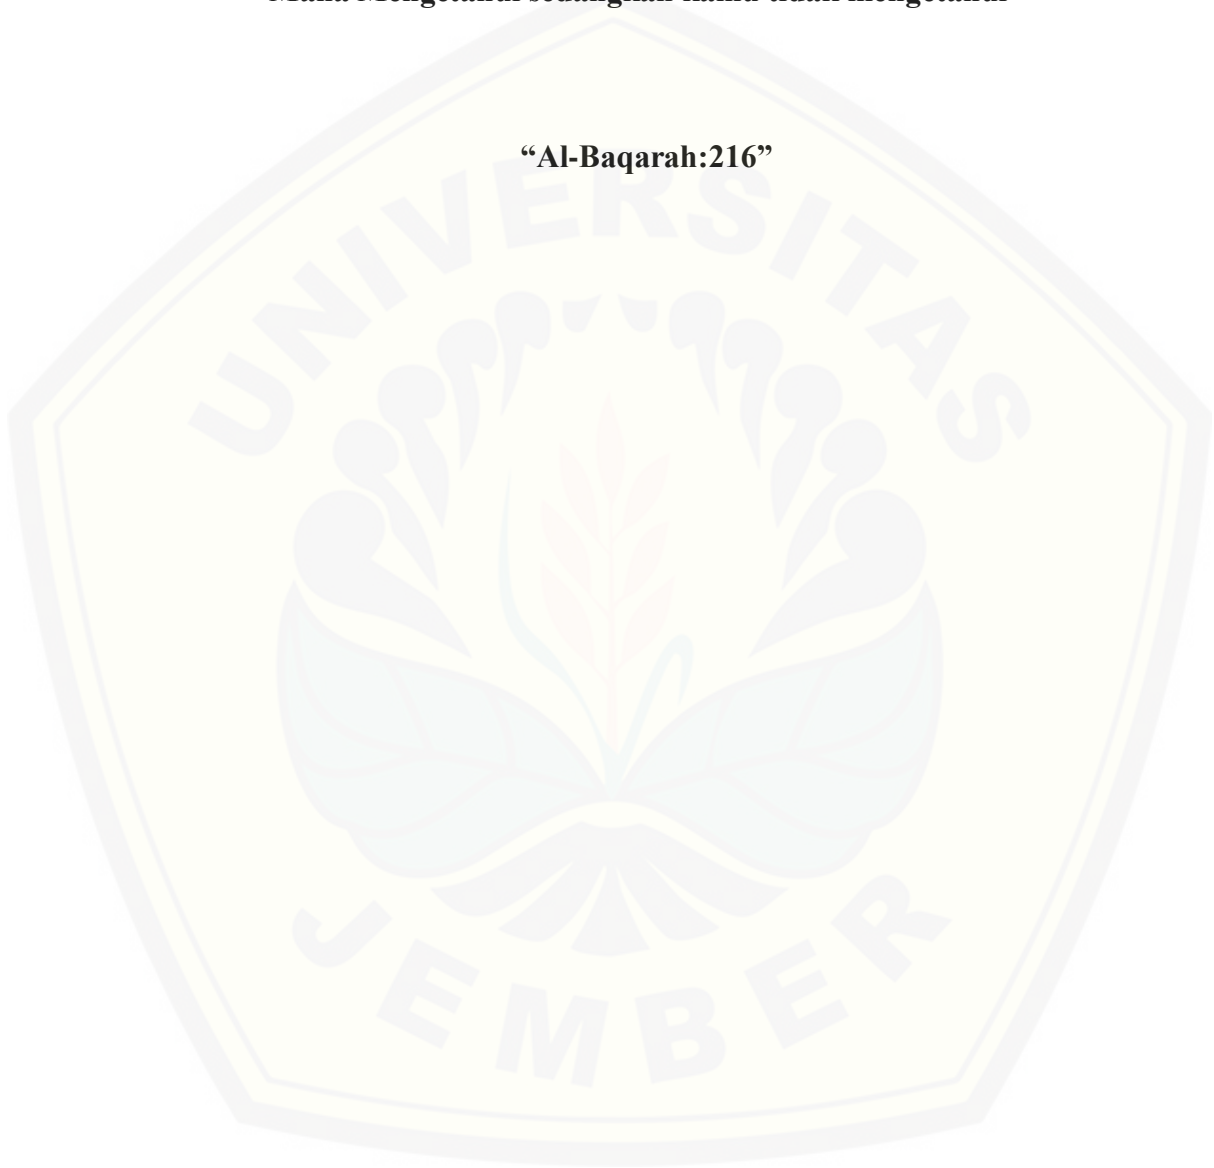 Maha Mengetahui sedangkan kamu tidak mengetahui
“Al-Baqarah:216”
UNIVERSITAS
JEMBER